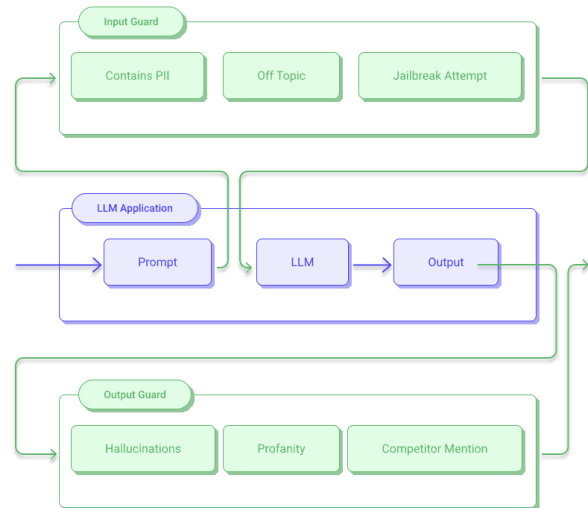 Input Guard
Contains PII
Off Topic
Jailbreak Attempt
LLM Application
Prompt
LLM
Output
Output Guard
Hallucinations
Profanity
Competitor Mention